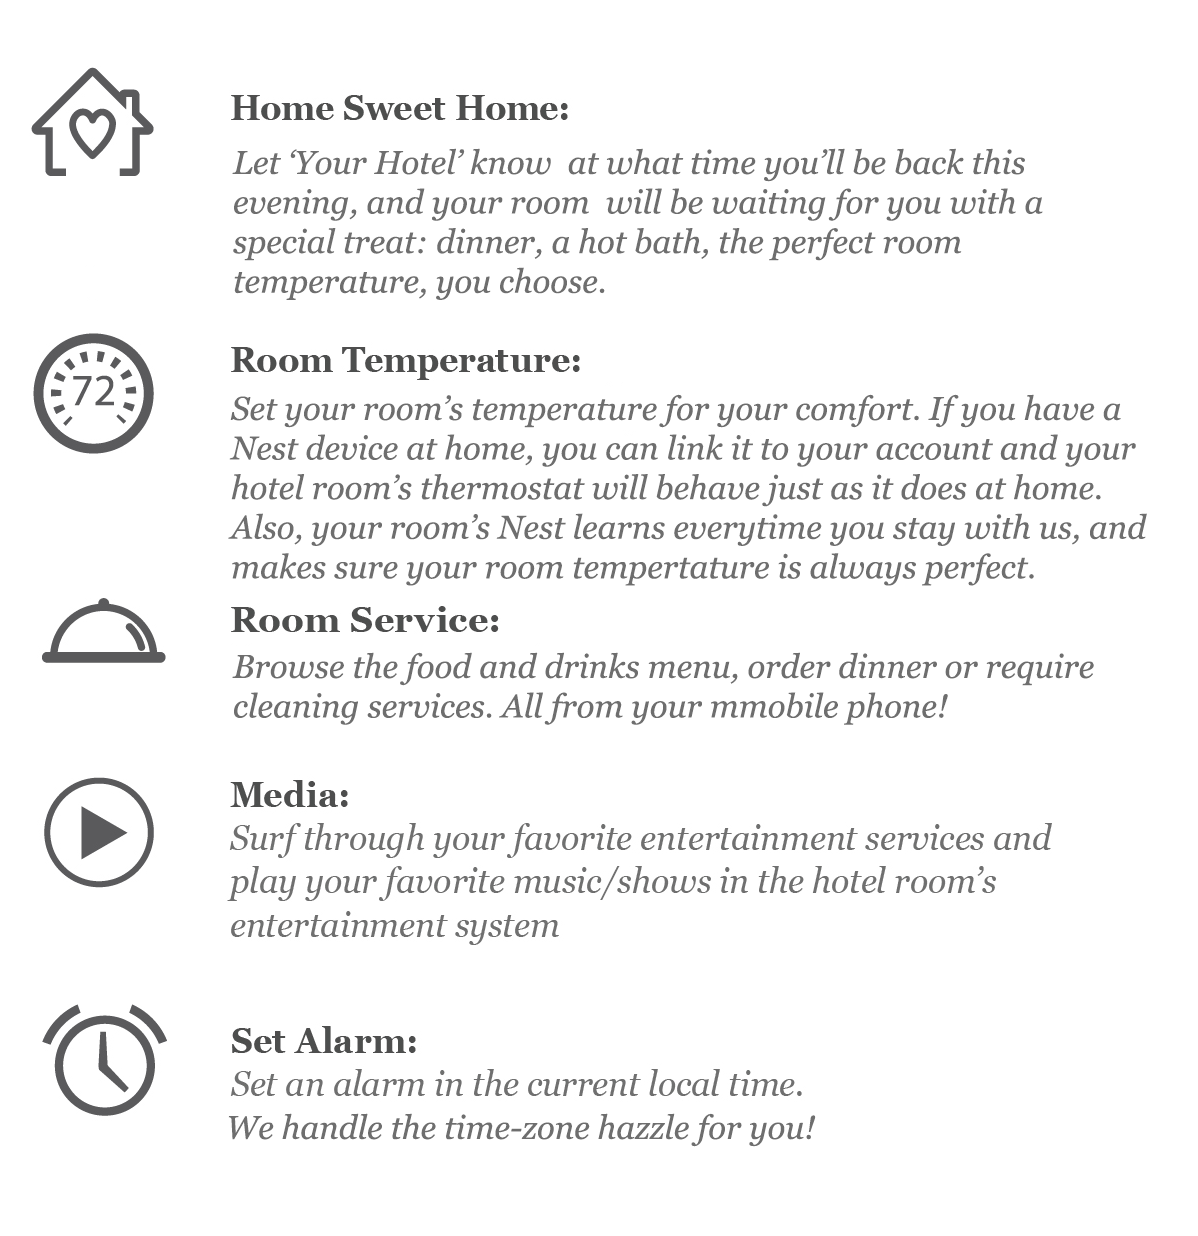 Home Sweet Home:
Let ‘Your Hotel’ know  at what time you’ll be back this
evening, and your room  will be waiting for you with a
special treat: dinner, a hot bath, the perfect room
temperature, you choose.
72
Room Temperature:
Set your room’s temperature for your comfort. If you have a
Nest device at home, you can link it to your account and your
hotel room’s thermostat will behave just as it does at home.
Also, your room’s Nest learns everytime you stay with us, and
makes sure your room tempertature is always perfect.
Room Service:
Browse the food and drinks menu, order dinner or require
cleaning services. All from your mmobile phone!
Media:
Surf through your favorite entertainment services and
play your favorite music/shows in the hotel room’s
entertainment system
Set Alarm:
Set an alarm in the current local time.
We handle the time-zone hazzle for you!